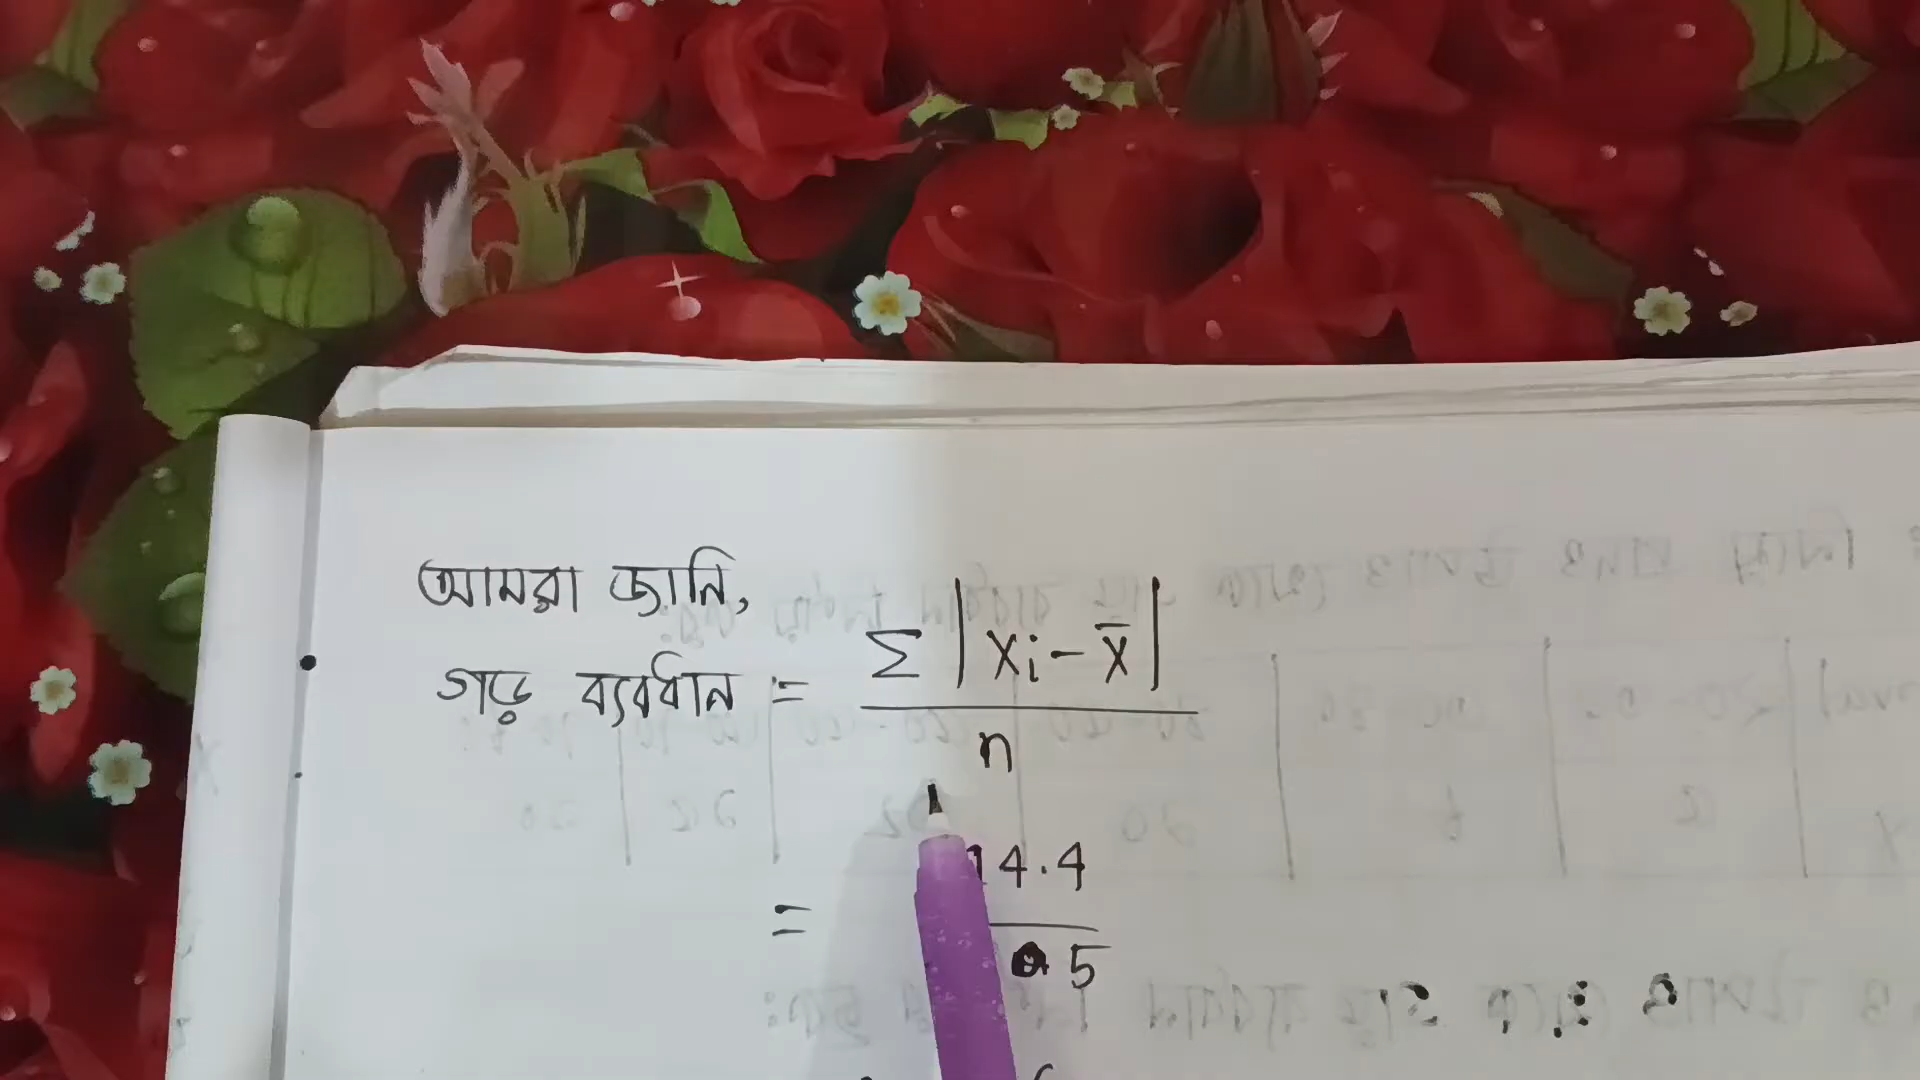 আমরা জানি,
গড় ব্যবধান = Σ|xi - x̄| / n
= 14.4 / 5